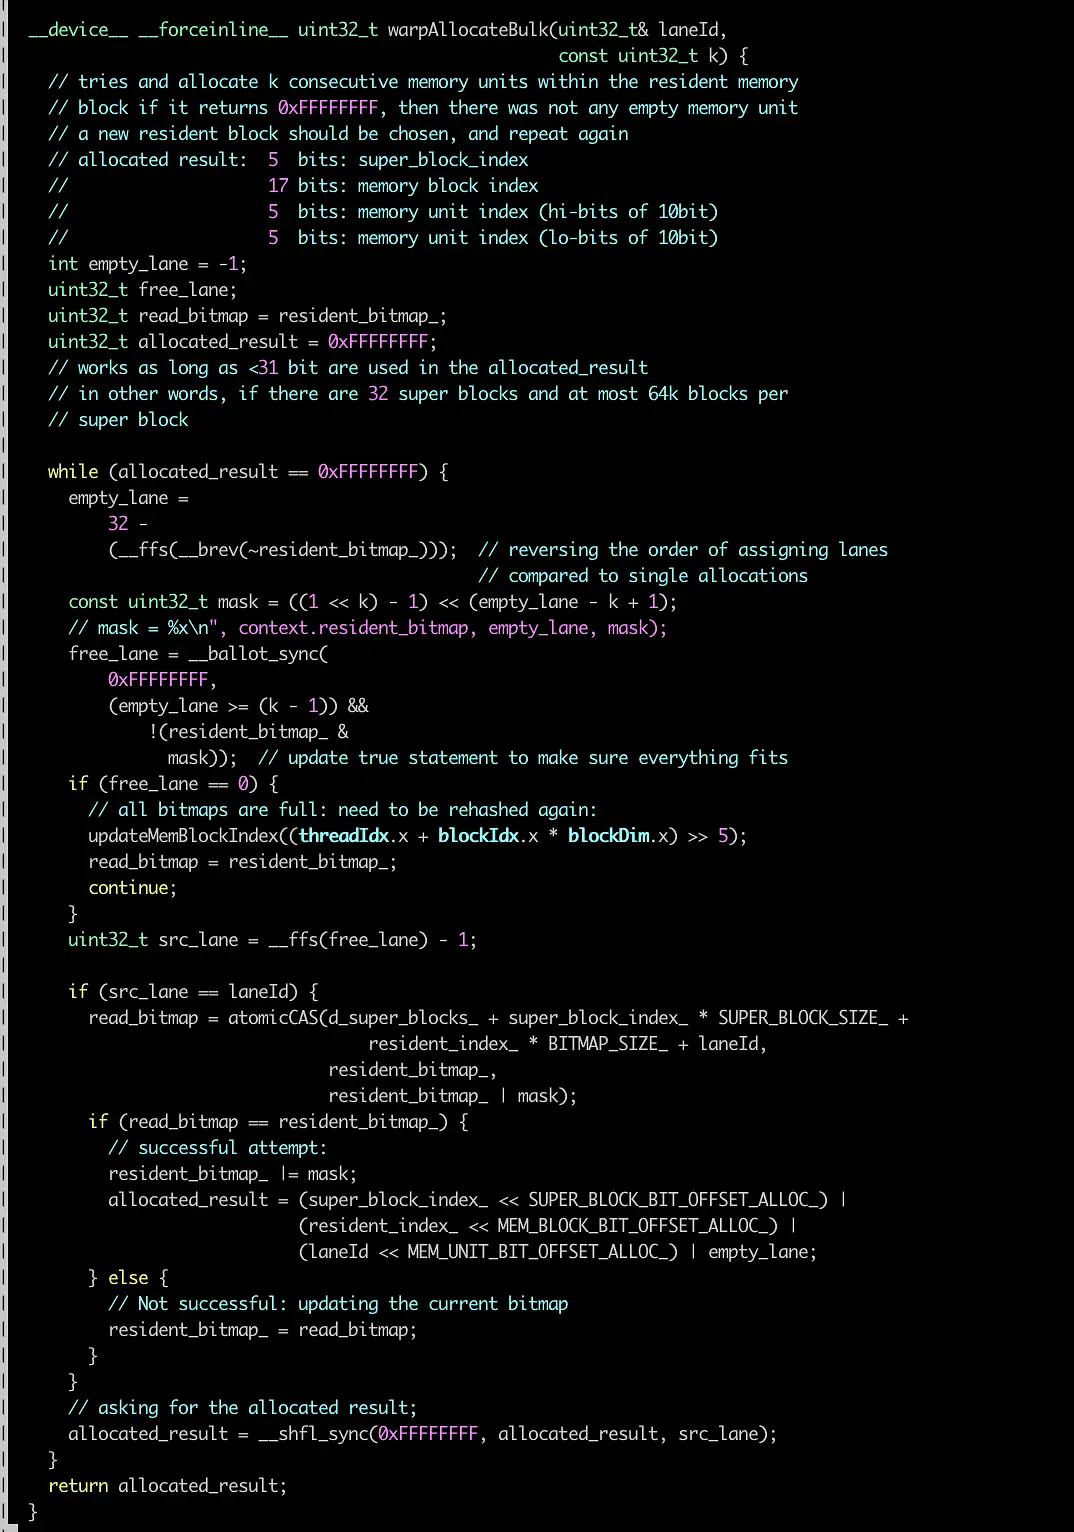 __device__ __forceinline__ uint32_t warpAllocateBulk(uint32_t& laneId,
                                                     const uint32_t k) {
  // tries and allocate k consecutive memory units within the resident memory
  // block if it returns 0xFFFFFFFF, then there was not any empty memory unit
  // a new resident block should be chosen, and repeat again
  // allocated result:  5  bits: super_block_index
  //                    17 bits: memory block index
  //                    5  bits: memory unit index (hi-bits of 10bit)
  //                    5  bits: memory unit index (lo-bits of 10bit)
  int empty_lane = -1;
  uint32_t free_lane;
  uint32_t read_bitmap = resident_bitmap_;
  uint32_t allocated_result = 0xFFFFFFFF;
  // works as long as <31 bit are used in the allocated_result
  // in other words, if there are 32 super blocks and at most 64k blocks per
  // super block

  while (allocated_result == 0xFFFFFFFF) {
    empty_lane =
        32 -
        (__ffs(__brev(~resident_bitmap_)));  // reversing the order of assigning lanes
                                             // compared to single allocations
    const uint32_t mask = ((1 << k) - 1) << (empty_lane - k + 1);
    // mask = %x\n", context.resident_bitmap, empty_lane, mask);
    free_lane = __ballot_sync(
        0xFFFFFFFF,
        (empty_lane >= (k - 1)) &&
            !(resident_bitmap_ &
              mask));  // update true statement to make sure everything fits
    if (free_lane == 0) {
      // all bitmaps are full: need to be rehashed again:
      updateMemBlockIndex((threadIdx.x + blockIdx.x * blockDim.x) >> 5);
      read_bitmap = resident_bitmap_;
      continue;
    }
    uint32_t src_lane = __ffs(free_lane) - 1;

    if (src_lane == laneId) {
      read_bitmap = atomicCAS(d_super_blocks_ + super_block_index_ * SUPER_BLOCK_SIZE_ +
                                  resident_index_ * BITMAP_SIZE_ + laneId,
                              resident_bitmap_,
                              resident_bitmap_ | mask);
      if (read_bitmap == resident_bitmap_) {
        // successful attempt:
        resident_bitmap_ |= mask;
        allocated_result = (super_block_index_ << SUPER_BLOCK_BIT_OFFSET_ALLOC_) |
                           (resident_index_ << MEM_BLOCK_BIT_OFFSET_ALLOC_) |
                           (laneId << MEM_UNIT_BIT_OFFSET_ALLOC_) | empty_lane;
      } else {
        // Not successful: updating the current bitmap
        resident_bitmap_ = read_bitmap;
      }
    }
    // asking for the allocated result;
    allocated_result = __shfl_sync(0xFFFFFFFF, allocated_result, src_lane);
  }
  return allocated_result;
}